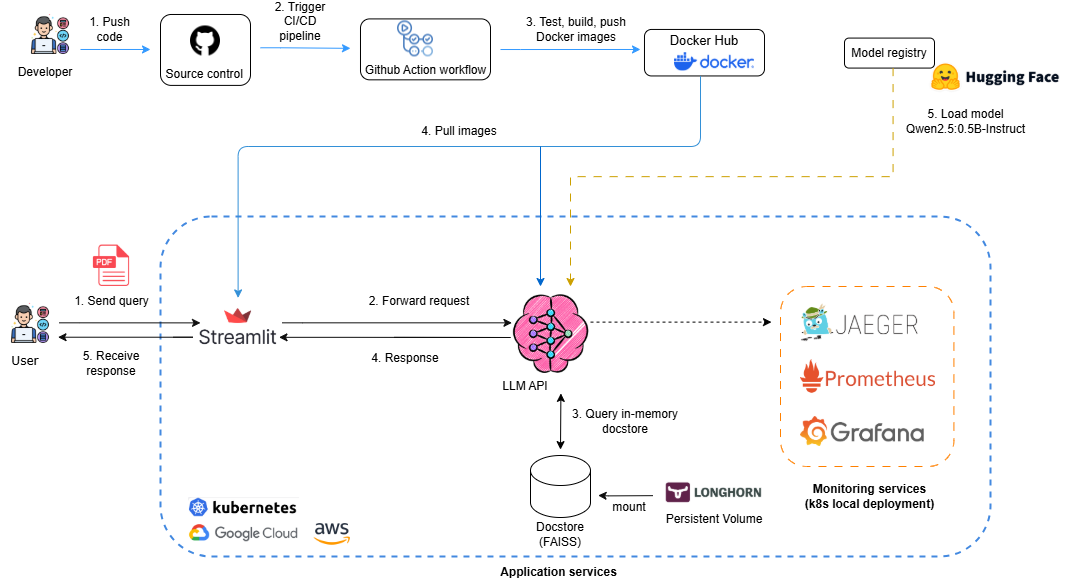 1. Push
code
2. Trigger
CI/CD
pipeline
3. Test, build, push
Docker images
Developer
Source control
Github Action workflow
Docker Hub
docker
Model registry
Hugging Face
5. Load model
Qwen2.5:0.5B-Instruct
4. Pull images
PDF
1. Send query
2. Forward request
Streamlit
User
5. Receive
response
4. Response
LLM API
JAEGER
Prometheus
Grafana
3. Query in-memory
docstore
Monitoring services
(k8s local deployment)
LONGHORN
mount
Persistent Volume
Docstore
(FAISS)
kubernetes
Google Cloud
aws
Application services